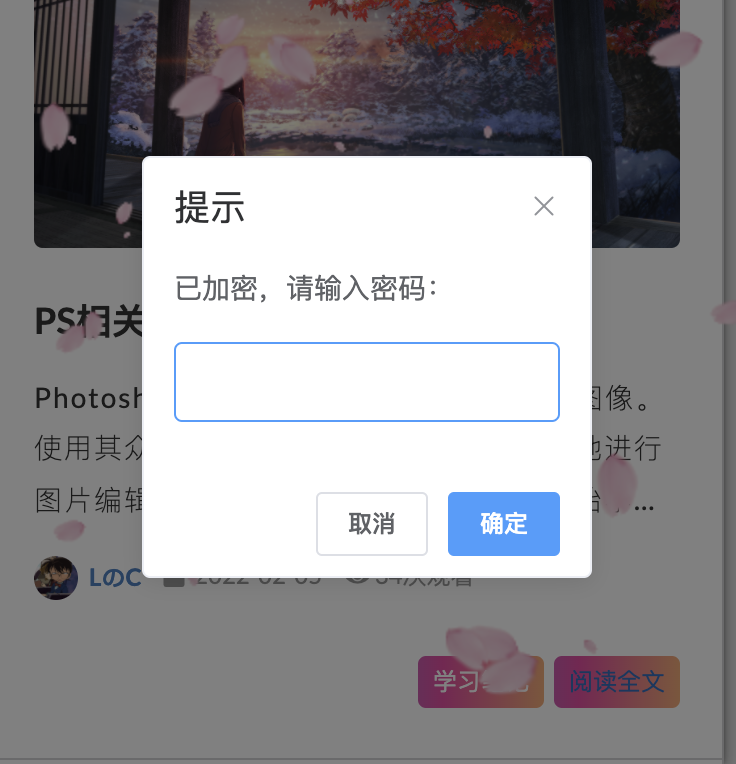 提示
已加密，请输入密码：
取消
确定
PS相关
Photosh
图像。
使用其众
地进行
图片编辑
...
LのC
2022-02-05
34次观看
学习
阅读全文